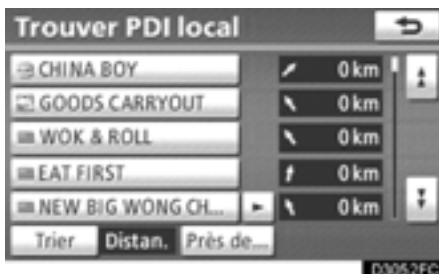 Trouver PDI local
CHINA BOY 0 km
GOODS CARRYOUT 0 km
WOK & ROLL 0 km
EAT FIRST 0 km
NEW BIG WONG CH... 0 km
Trier Distan. Près de...
D3052FC